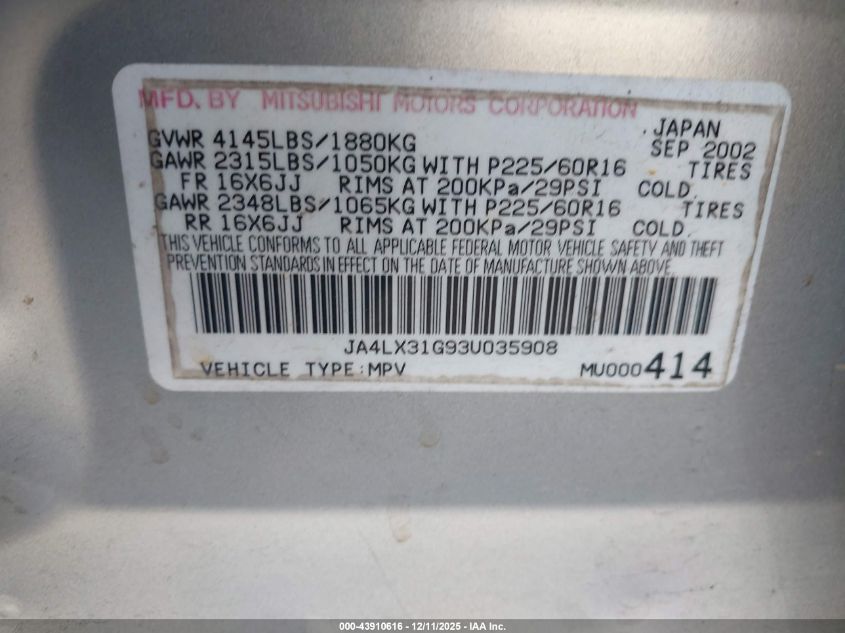 MFD. BY MITSUBISHI MOTORS CORPORATION
JAPAN
GVWR 4145LBS/1880KG SEP 2002
GAWR 2315LBS/1050KG WITH P225/60R16 TIRES
FR 16X6JJ RIMS AT 200KPa/29PSI COLD.
GAWR 2348LBS/1065KG WITH P225/60R16 TIRES
RR 16X6JJ RIMS AT 200KPa/29PSI COLD.
THIS VEHICLE CONFORMS TO ALL APPLICABLE FEDERAL MOTOR VEHICLE SAFETY AND THEFT
PREVENTION STANDARDS IN EFFECT ON THE DATE OF MANUFACTURE SHOWN ABOVE.
JA4LX31G93U035908
VEHICLE TYPE:MPV MU000414
000-43910616 - 12/11/2025 - IAA Inc.